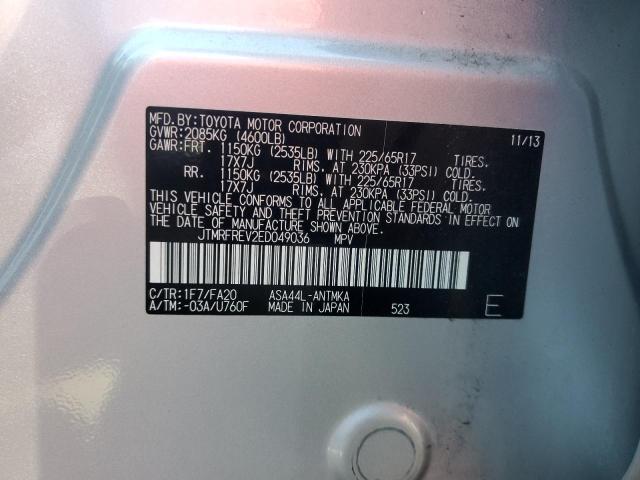 MFD.BY:TOYOTA MOTOR CORPORATION 11/13
GVWR:2085KG (4600LB)
GAWR:FRT. 1150KG (2535LB) WITH 225/65R17 TIRES.
17X7J RIMS. AT 230KPA (33PSI) COLD.
RR. 1150KG (2535LB) WITH 225/65R17 TIRES.
17X7J RIMS. AT 230KPA (33PSI) COLD.
THIS VEHICLE CONFORMS TO ALL APPLICABLE FEDERAL MOTOR
VEHICLE SAFETY AND THEFT PREVENTION STANDARDS IN EFFECT ON
THE DATE OF MANUFACTURE SHOWN ABOVE.
JTMRFREV2ED049036 MPV
C/TR:1F7/FA20 ASA44L-ANTMKA
A/TM:-03A/U760F MADE IN JAPAN 523 E